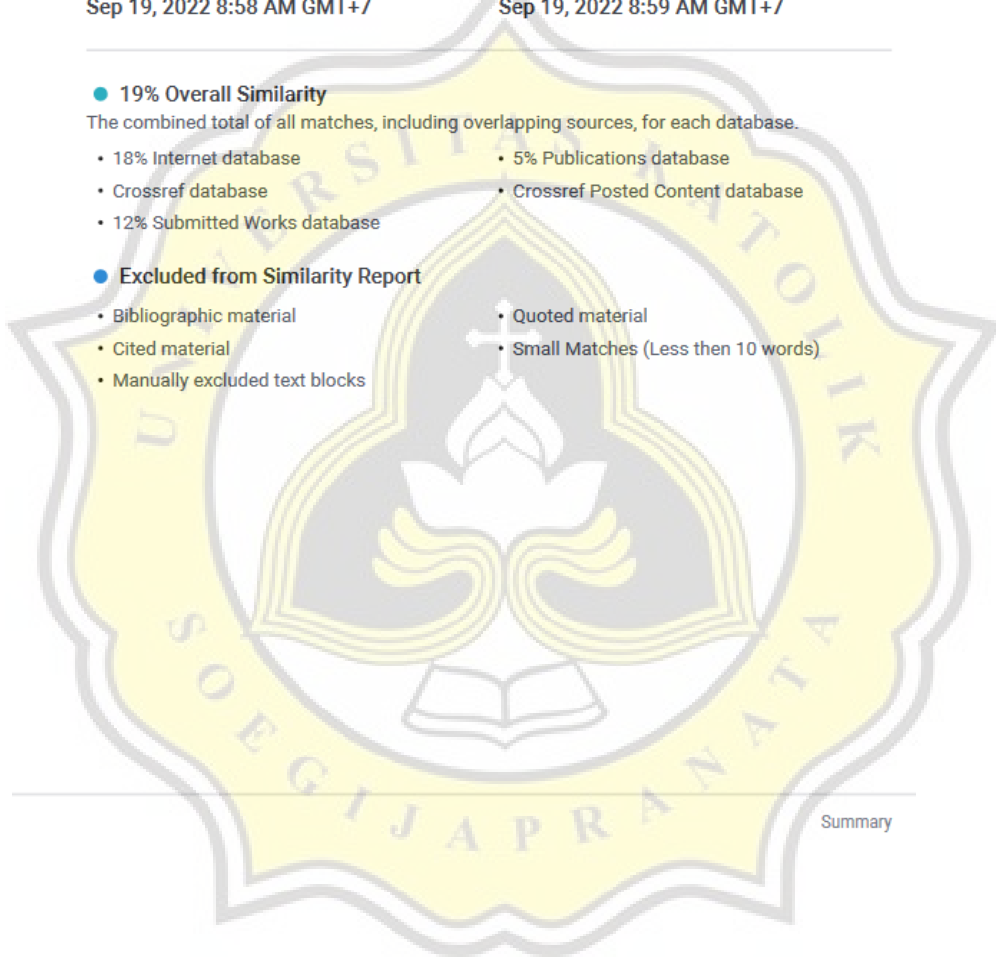 Sep 19, 2022 8:58 AM GMT+7 Sep 19, 2022 8:59 AM GMT+7
19% Overall Similarity
The combined total of all matches, including overlapping sources, for each database.
• 18% Internet database • 5% Publications database
• Crossref database • Crossref Posted Content database
• 12% Submitted Works database
Excluded from Similarity Report
• Bibliographic material • Quoted material
• Cited material • Small Matches (Less then 10 words)
• Manually excluded text blocks
UNIVERSITAS KATOLIK
SOEGIJAPRANATA
Summary